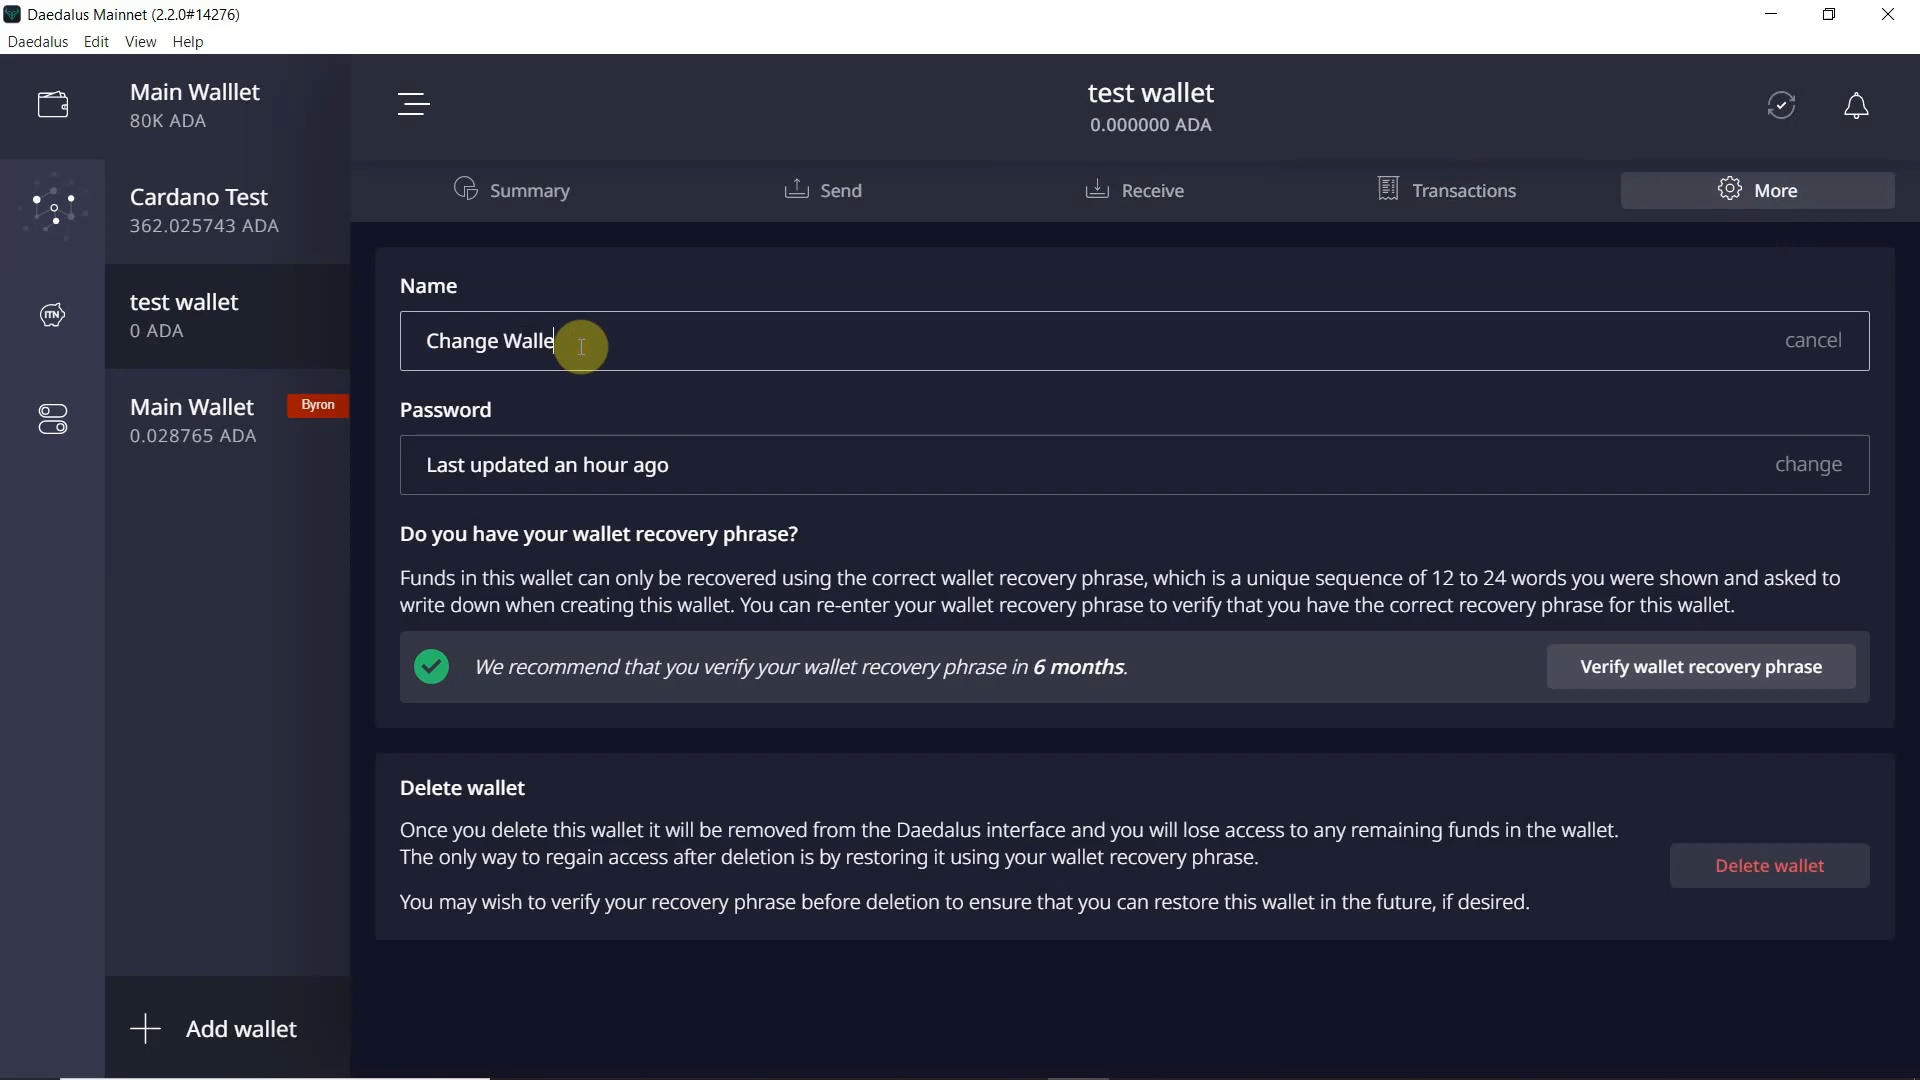 Daedalus Mainnet (2.2.0#14276)
Daedalus Edit View Help
Main Walllet
80K ADA
Cardano Test
362.025743 ADA
test wallet
0 ADA
Main Wallet
Byron
0.028765 ADA
Add wallet
ITN
test wallet
0.000000 ADA
Summary Send Receive Transactions More
Name
Change Walle cancel
Password
Last updated an hour ago change
Do you have your wallet recovery phrase?
Funds in this wallet can only be recovered using the correct wallet recovery phrase, which is a unique sequence of 12 to 24 words you were shown and asked to
write down when creating this wallet. You can re-enter your wallet recovery phrase to verify that you have the correct recovery phrase for this wallet.
We recommend that you verify your wallet recovery phrase in 6 months.
Verify wallet recovery phrase
Delete wallet
Once you delete this wallet it will be removed from the Daedalus interface and you will lose access to any remaining funds in the wallet.
The only way to regain access after deletion is by restoring it using your wallet recovery phrase.
You may wish to verify your recovery phrase before deletion to ensure that you can restore this wallet in the future, if desired.
Delete wallet